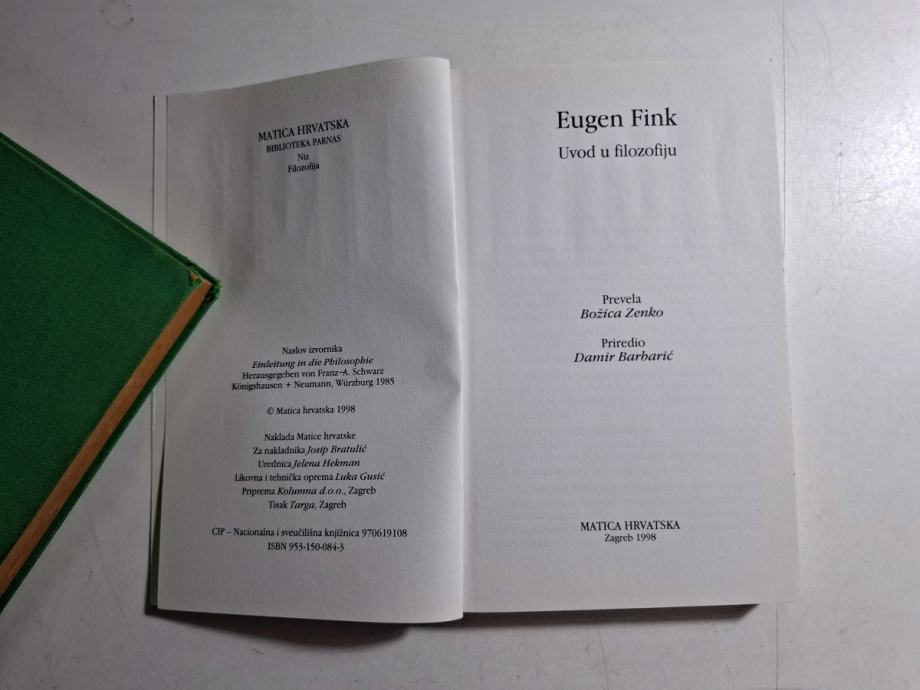 MATICA HRVATSKA
BIBLIOTEKA PARNAS
Niz
Filozofija
Naslov izvornika
Einleitung in die Philosophie
Herausgegeben von Franz-A. Schwarz
Königshausen + Neumann, Würzburg 1985
© Matica hrvatska 1998
Naklada Matice hrvatske
Za nakladnika Josip Bratulić
Urednica Jelena Hekman
Likovna i tehnička oprema Luka Gusić
Priprema Kolumna d.o.o., Zagreb
Tisak Targa, Zagreb
CIP – Nacionalna i sveučilišna knjižnica 970619108
ISBN 953-150-084-3
Eugen Fink
Uvod u filozofiju
Prevela
Božica Zenko
Priredio
Damir Barbarić
MATICA HRVATSKA
Zagreb 1998